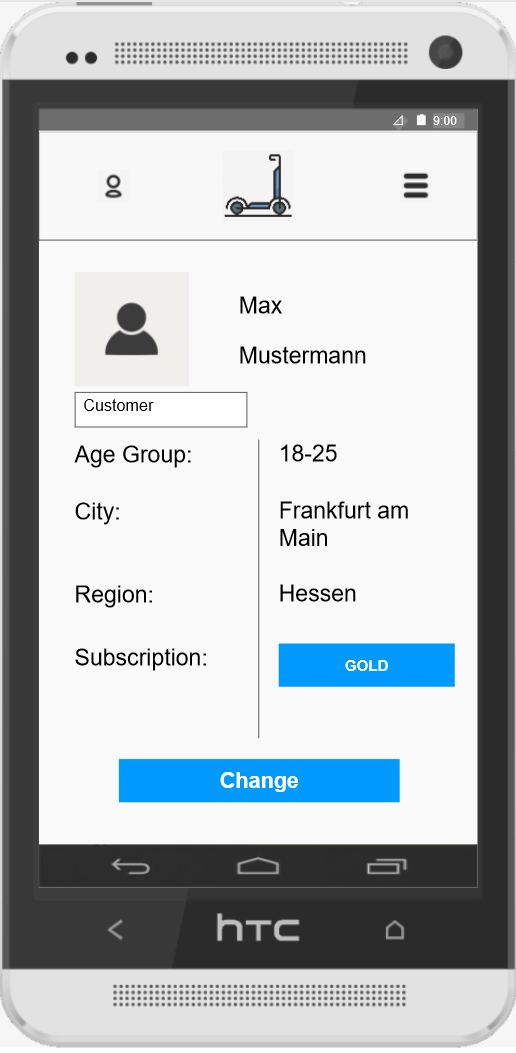 9:00
Max
Mustermann
Customer
Age Group:
18-25
City:
Frankfurt am
Main
Region:
Hessen
Subscription:
GOLD
Change
hTC